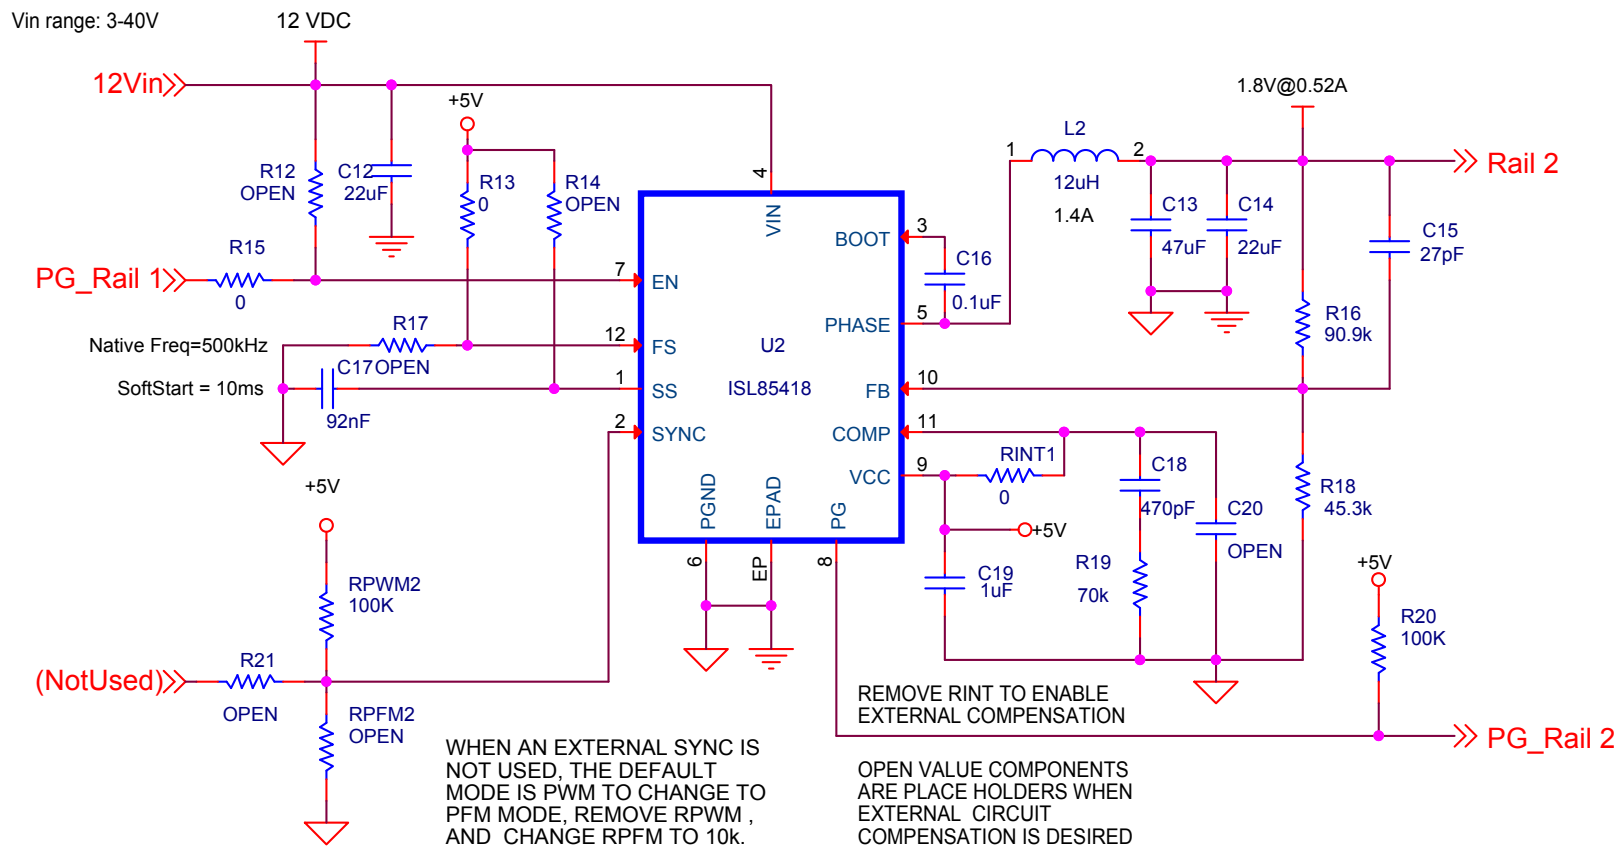 Vin range: 3-40V
12 VDC
12Vin
+5V
1.8V@0.52A
R12
OPEN
C12
22uF
R13
0
R14
OPEN
4
VIN
L2
1
2
12uH
1.4A
Rail 2
C13
47uF
C14
22uF
C15
27pF
BOOT
3
C16
0.1uF
R15
0
PG_Rail 1
7
EN
PHASE
5
R16
90.9k
Native Freq=500kHz
R17
OPEN
12
FS
U2
ISL85418
SoftStart = 10ms
C17
92nF
1
SS
FB
10
2
SYNC
COMP
11
VCC
9
RINT1
0
C18
470pF
C20
OPEN
R18
45.3k
+5V
PGND
EPAD
PG
6
EP
8
+5V
C19
1uF
R19
70k
+5V
R20
100K
RPWM2
100K
(NotUsed)
R21
OPEN
RPFM2
OPEN
REMOVE RINT TO ENABLE
EXTERNAL COMPENSATION
PG_Rail 2
WHEN AN EXTERNAL SYNC IS
NOT USED, THE DEFAULT
MODE IS PWM TO CHANGE TO
PFM MODE, REMOVE RPWM ,
AND CHANGE RPFM TO 10k.
OPEN VALUE COMPONENTS
ARE PLACE HOLDERS WHEN
EXTERNAL CIRCUIT
COMPENSATION IS DESIRED